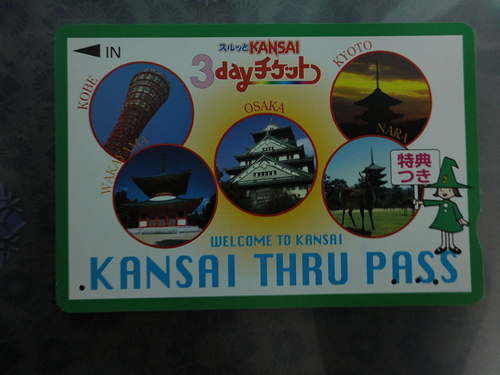 IN
スルッとKANSAI
3dayチケット
KOBE
KYOTO
OSAKA
WAKAYAMA
NARA
特典
つき
WELCOME TO KANSAI
KANSAI THRU PASS